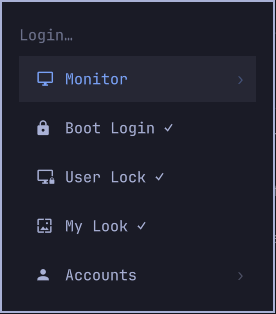 Login…
Monitor ›
Boot Login ✓
User Lock ✓
My Look ✓
Accounts ›